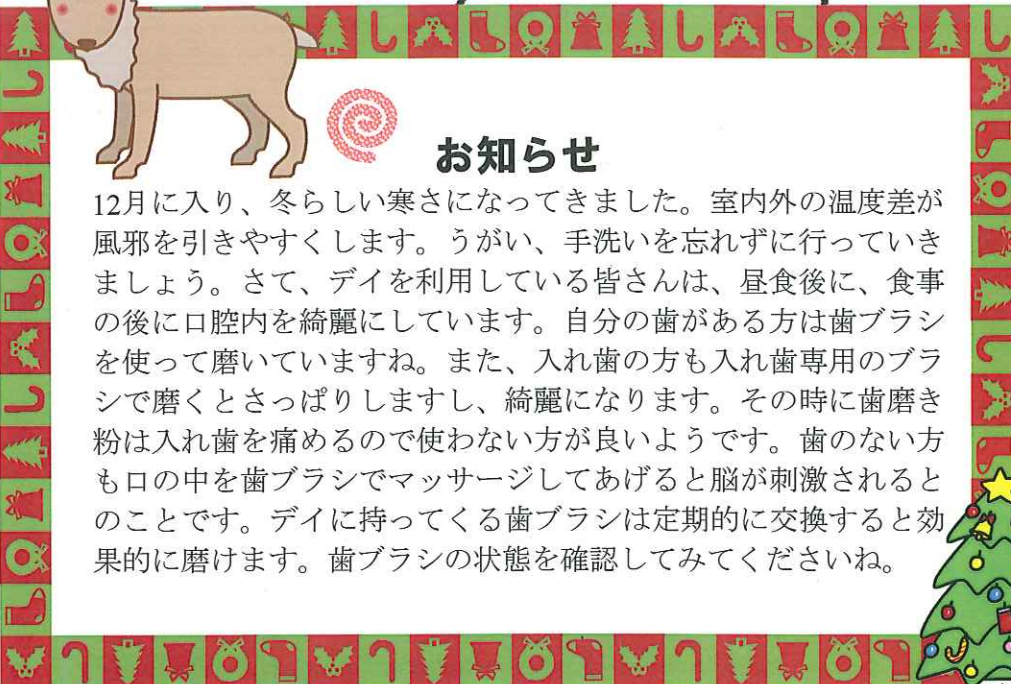 お知らせ
12月に入り、冬らしい寒さになってきました。室内外の温度差が
風邪を引きやすくします。うがい、手洗いを忘れずに行っていき
ましょう。さて、デイを利用している皆さんは、昼食後に、食事
の後に口腔内を綺麗にしています。自分の歯がある方は歯ブラシ
を使って磨いていますね。また、入れ歯の方も入れ歯専用のブラ
シで磨くとさっぱりしますし、綺麗になります。その時に歯磨き
粉は入れ歯を痛めるので使わない方が良いようです。歯のない方
も口の中を歯ブラシでマッサージしてあげると脳が刺激されると
のことです。デイに持ってくる歯ブラシは定期的に交換すると効
果的に磨けます。歯ブラシの状態を確認してみてくださいね。